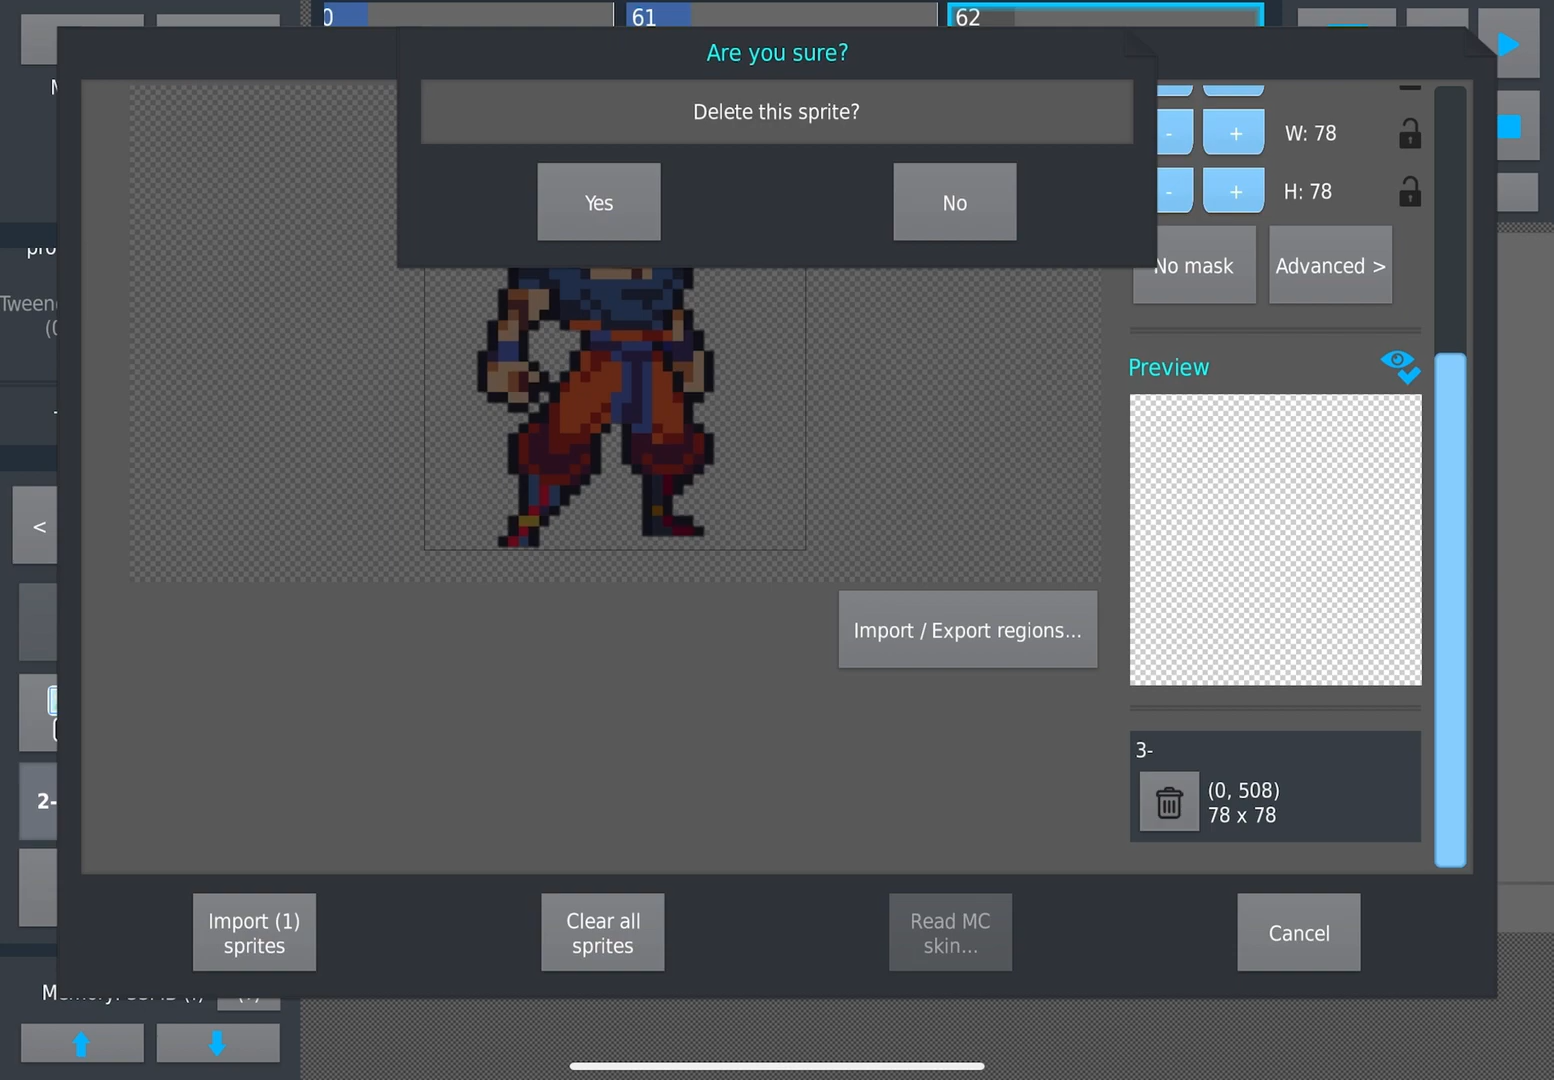 0
61
62
Are you sure?
Delete this sprite?
Yes
No
-
+
W: 78
-
+
H: 78
No mask
Advanced >
Preview
<
Import / Export regions...
3-
(0, 508)
78 x 78
2-
Import (1)
sprites
Clear all
sprites
Read MC
skin...
Cancel